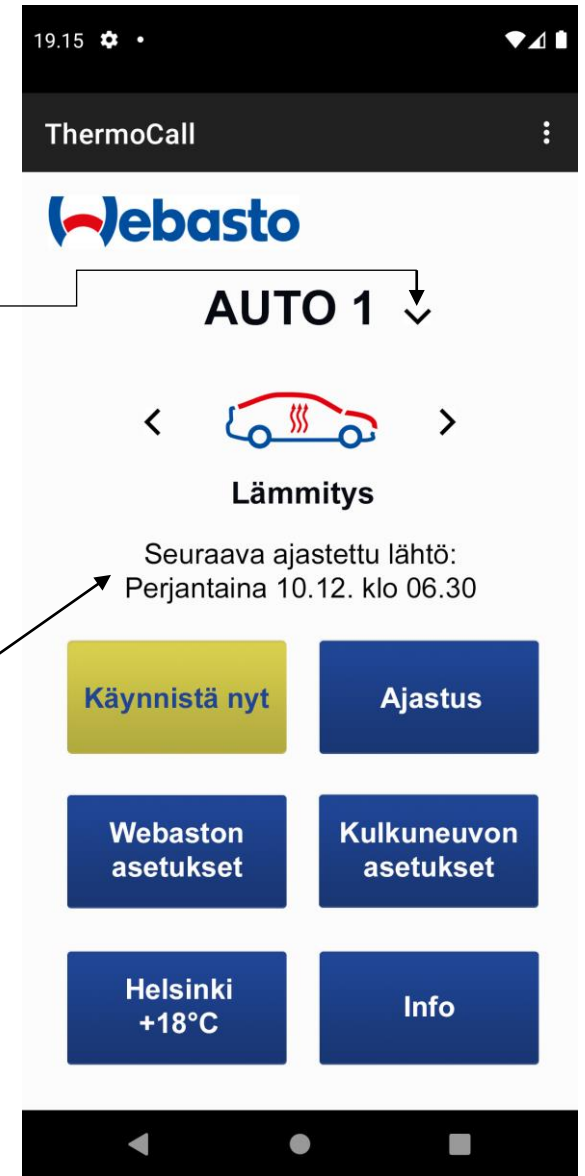 19.15
ThermoCall
Webasto
AUTO 1
Lämmitys
Seuraava ajastettu lähtö:
Perjantaina 10.12. klo 06.30
Käynnistä nyt
Ajastus
Webaston
asetukset
Kulkuneuvon
asetukset
Helsinki
+18°C
Info